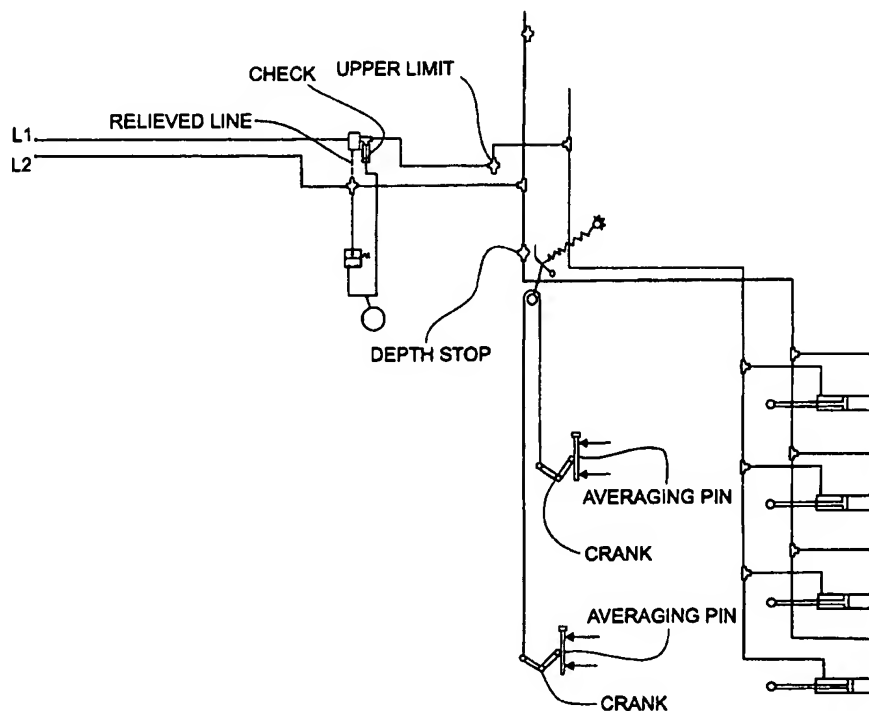 UPPER LIMIT
CHECK
RELIEVED LINE
L1
L2
DEPTH STOP
AVERAGING PIN
CRANK
AVERAGING PIN
CRANK